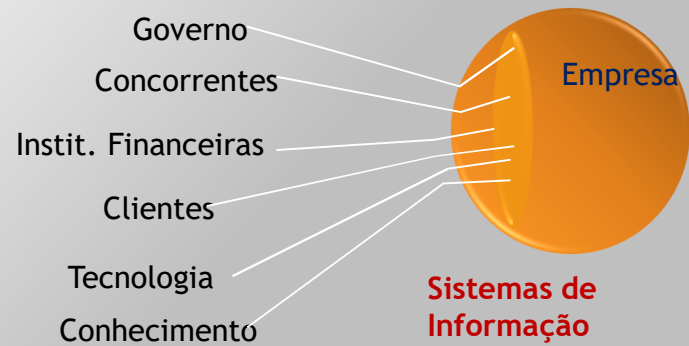 Governo
Concorrentes
Empresa
Instit. Financeiras
Clientes
Tecnologia
Conhecimento
Sistemas de
Informação